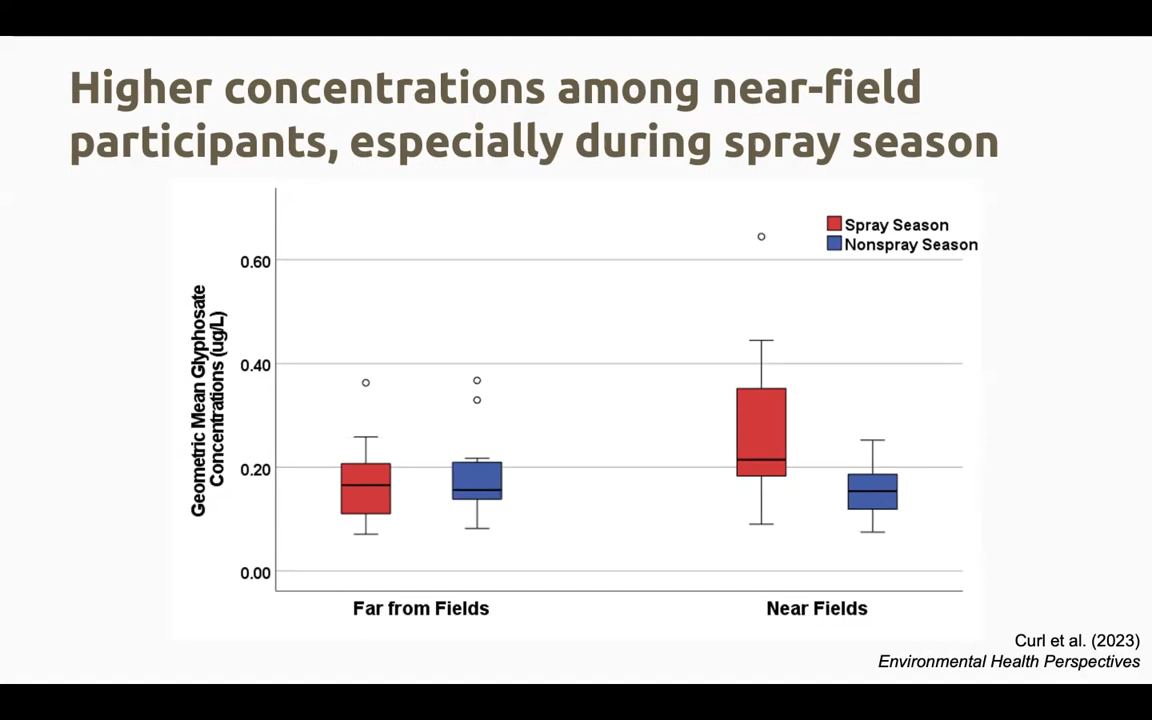 Higher concentrations among near-field
participants, especially during spray season
Spray Season
Nonspray Season
Geometric Mean Glyphosate
Concentrations (ug/L)
0.60
0.40
0.20
0.00
Far from Fields
Near Fields
Curl et al. (2023)
Environmental Health Perspectives